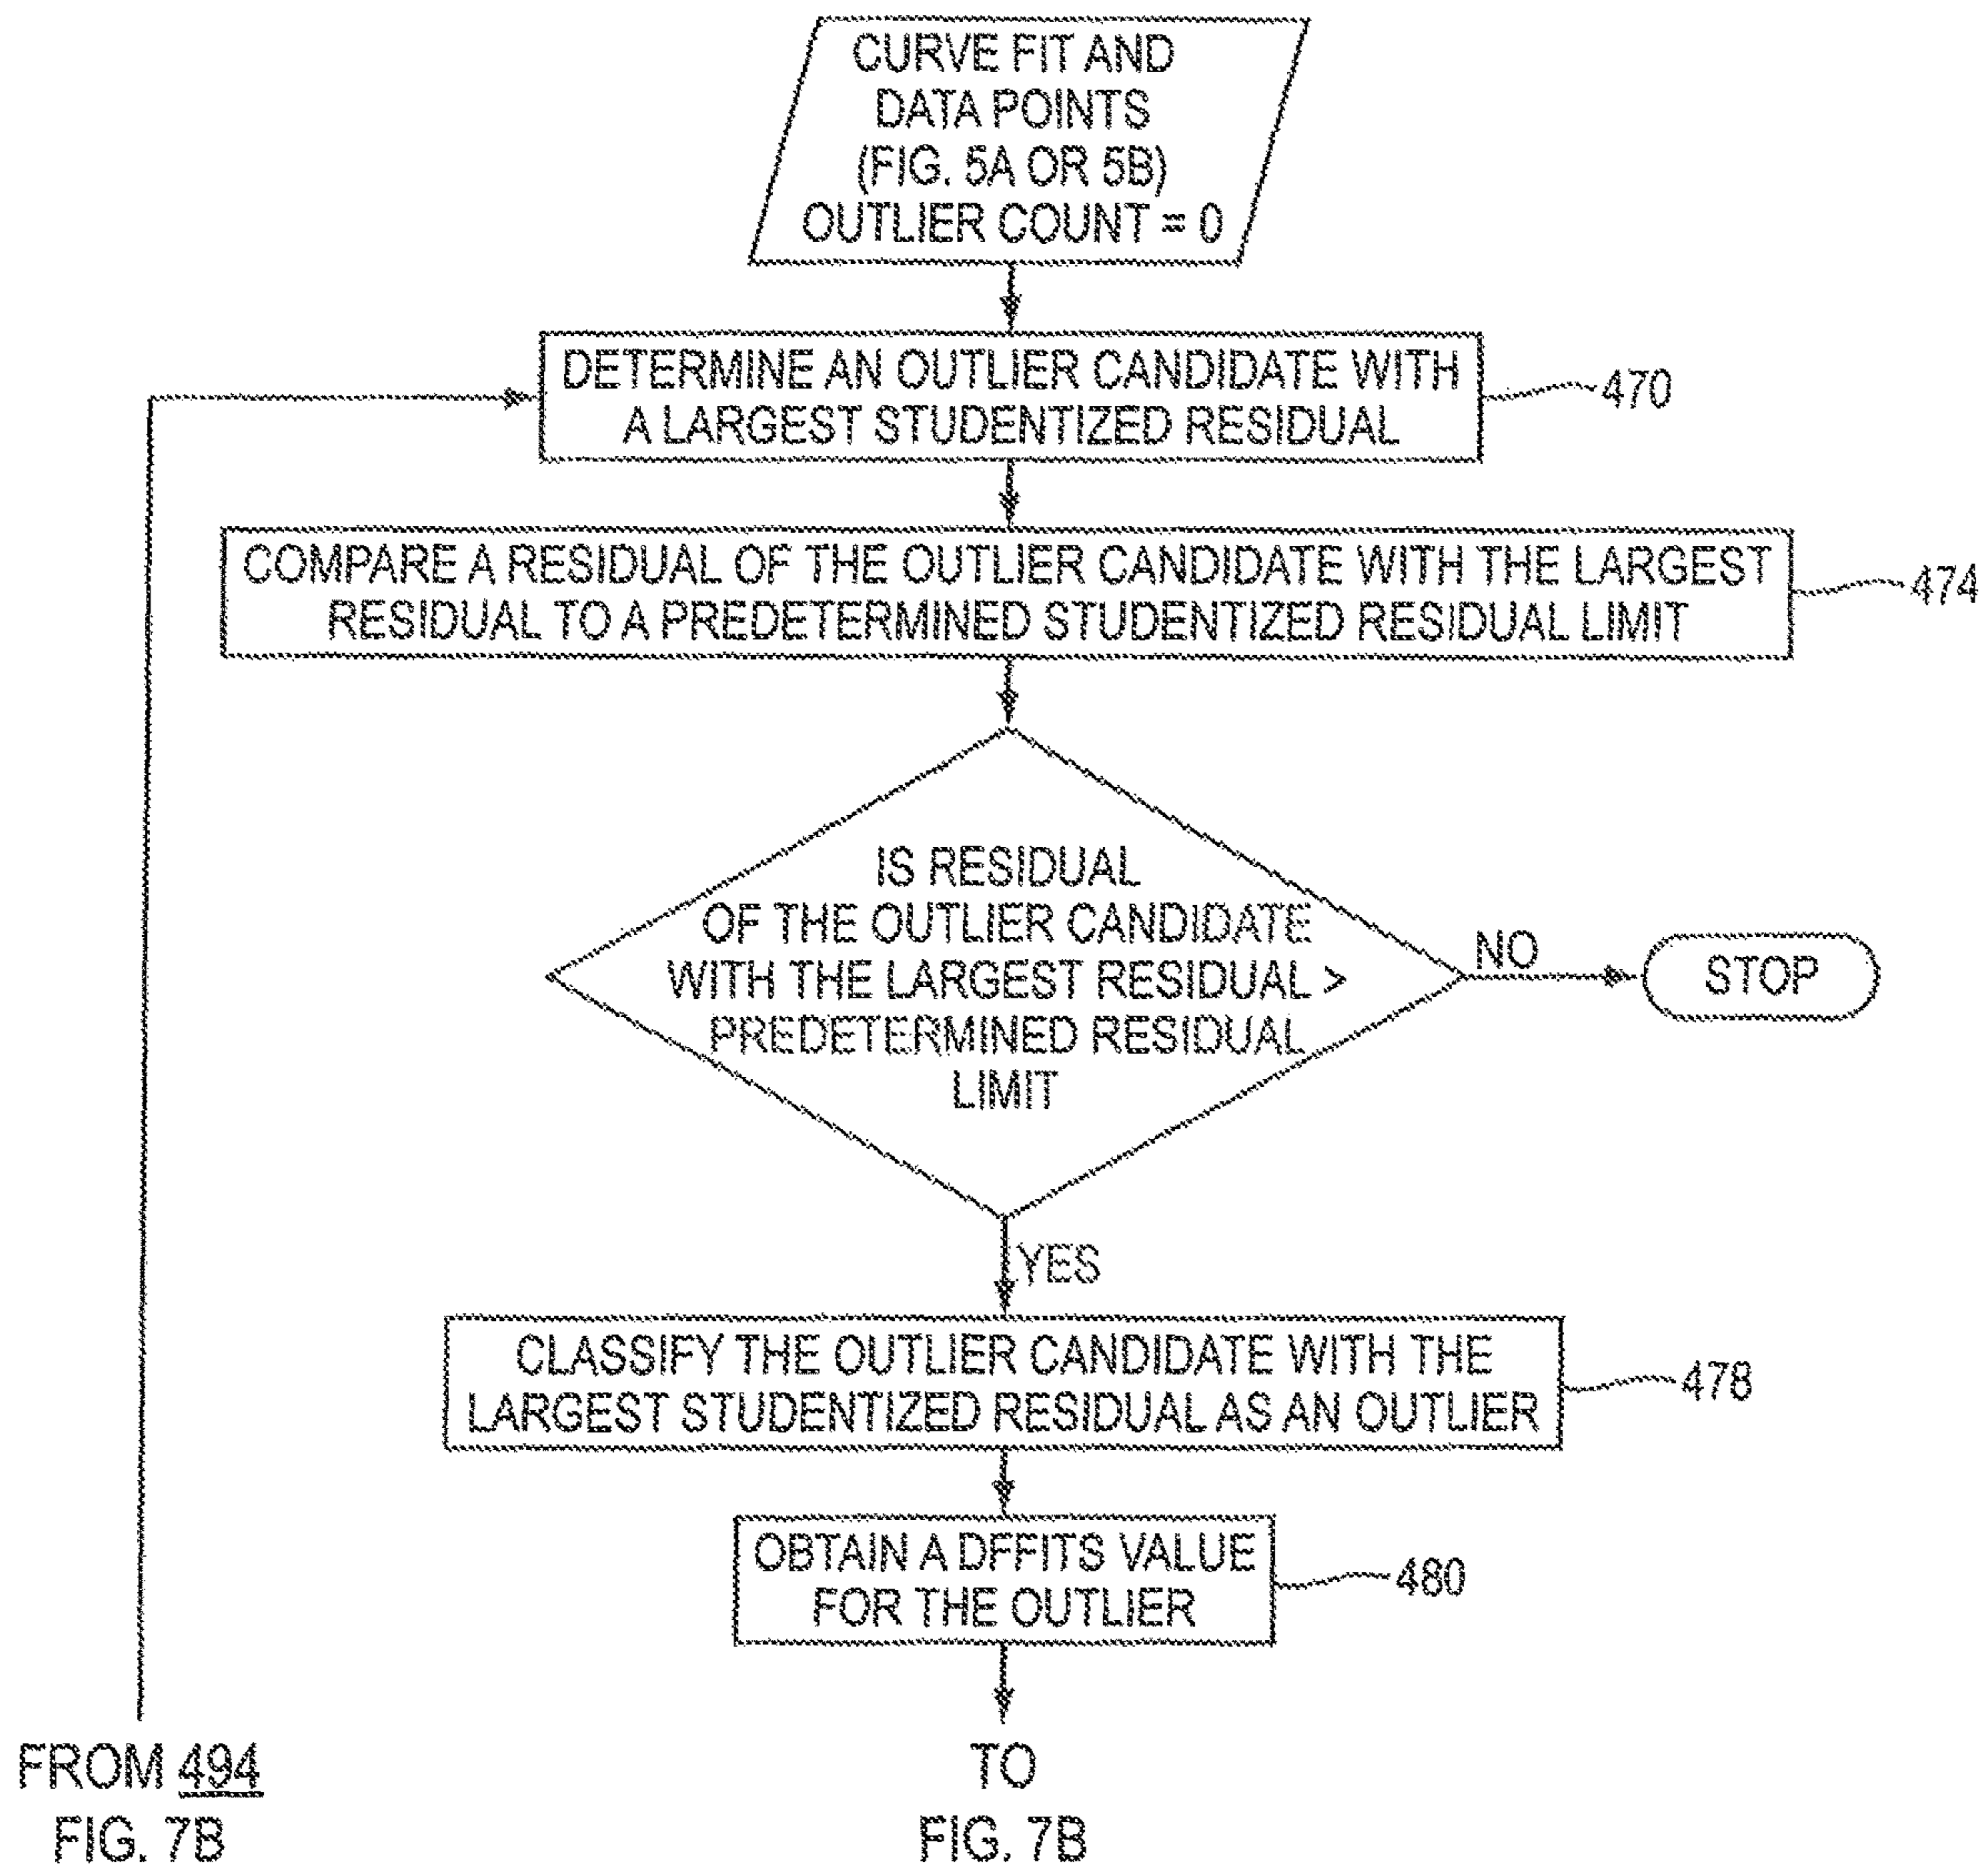 CURVE FIT AND
DATA POINTS
(FIG. 5A OR 5B)
OUTLIER COUNT = 0
DETERMINE AN OUTLIER CANDIDATE WITH
A LARGEST STUDENTIZED RESIDUAL
470
COMPARE A RESIDUAL OF THE OUTLIER CANDIDATE WITH THE LARGEST
RESIDUAL TO A PREDETERMINED STUDENTIZED RESIDUAL LIMIT
474
IS RESIDUAL
OF THE OUTLIER CANDIDATE
WITH THE LARGEST RESIDUAL >
PREDETERMINED RESIDUAL
LIMIT
NO
STOP
YES
CLASSIFY THE OUTLIER CANDIDATE WITH THE
LARGEST STUDENTIZED RESIDUAL AS AN OUTLIER
478
OBTAIN A DFFITS VALUE
FOR THE OUTLIER
480
FROM 494
FIG. 7B
TO
FIG. 7B